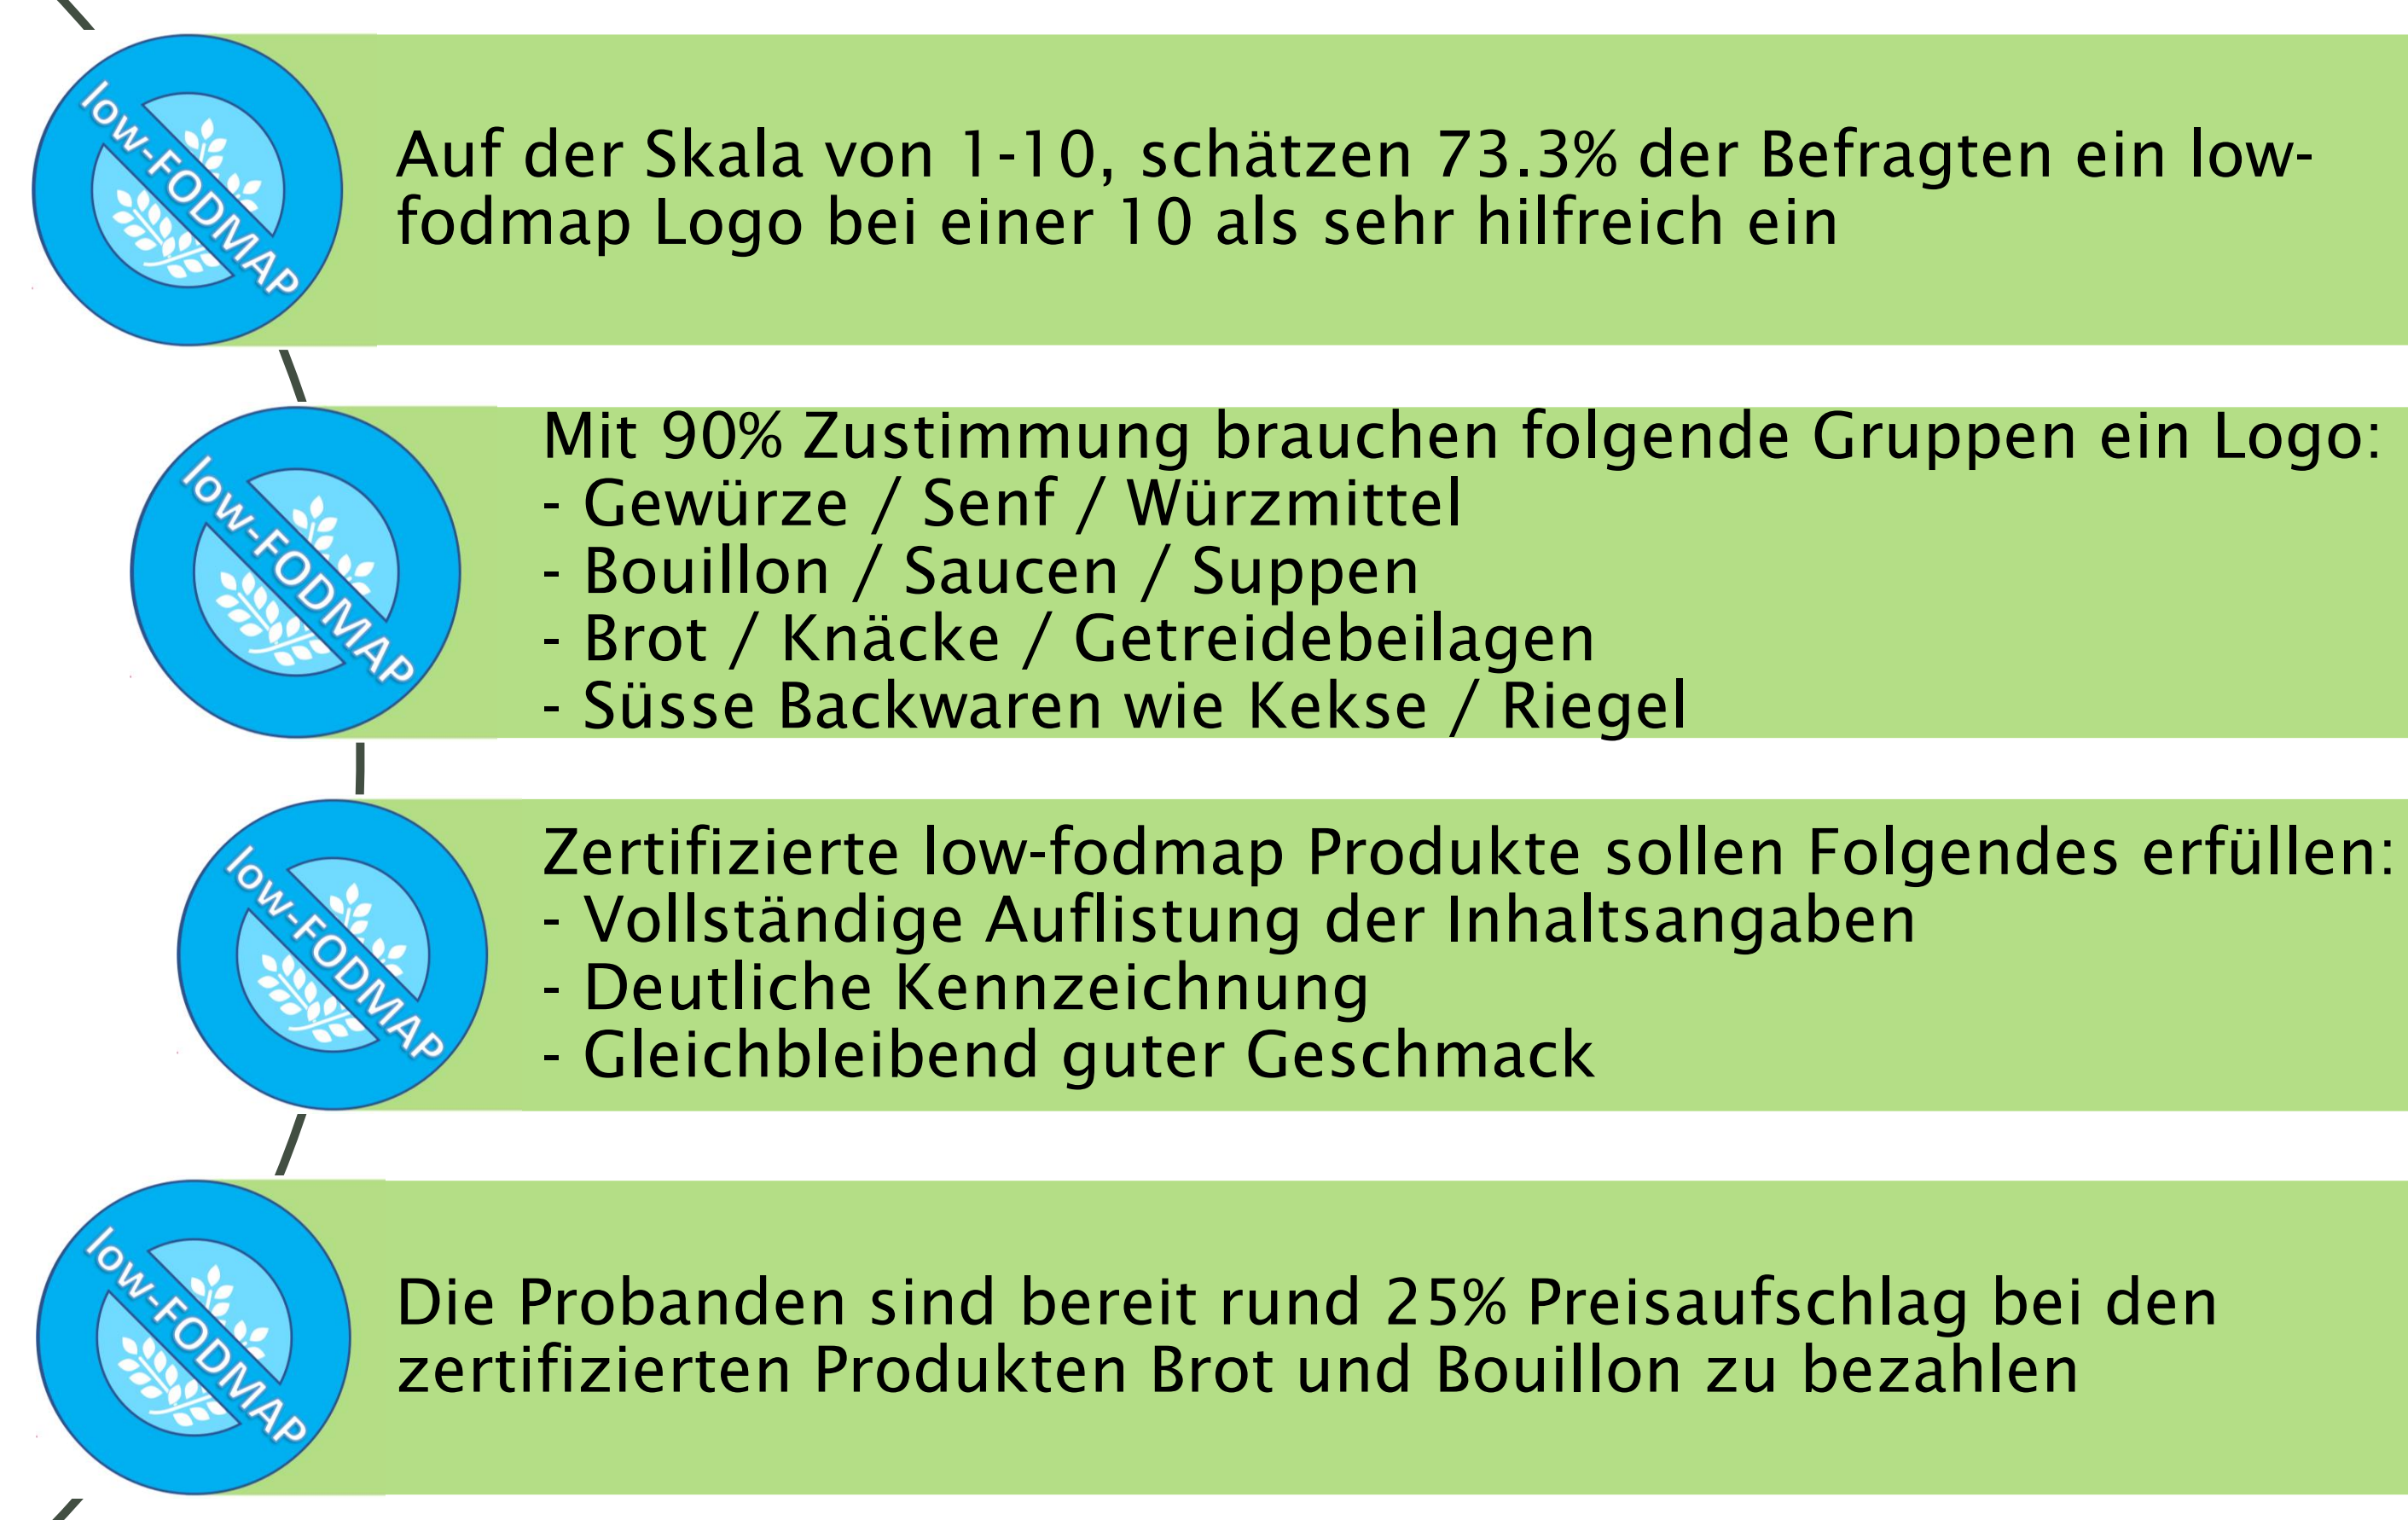 low-FODMAP
Auf der Skala von 1-10, schätzen 73.3% der Befragten ein low-
fodmap Logo bei einer 10 als sehr hilfreich ein
low-FODMAP
Mit 90% Zustimmung brauchen folgende Gruppen ein Logo:
- Gewürze / Senf / Würzmittel
- Bouillon / Saucen / Suppen
- Brot / Knäcke / Getreidebeilagen
- Süsse Backwaren wie Kekse / Riegel
low-FODMAP
Zertifizierte low-fodmap Produkte sollen Folgendes erfüllen:
- Vollständige Auflistung der Inhaltsangaben
- Deutliche Kennzeichnung
- Gleichbleibend guter Geschmack
low-FODMAP
Die Probanden sind bereit rund 25% Preisaufschlag bei den
zertifizierten Produkten Brot und Bouillon zu bezahlen